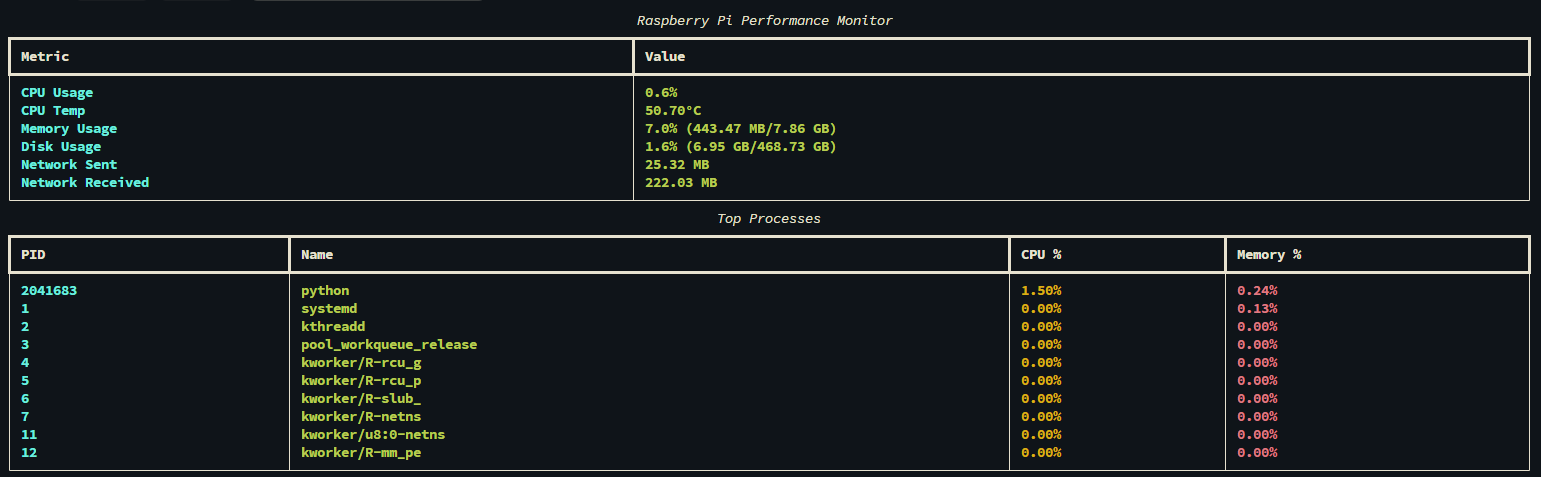 Raspberry Pi Performance Monitor
Metric Value
CPU Usage 0.6%
CPU Temp 50.70°C
Memory Usage 7.0% (443.47 MB/7.86 GB)
Disk Usage 1.6% (6.95 GB/468.73 GB)
Network Sent 25.32 MB
Network Received 222.03 MB
Top Processes
PID Name CPU % Memory %
2041683 python 1.50% 0.24%
1 systemd 0.00% 0.13%
2 kthreadd 0.00% 0.00%
3 pool_workqueue_release 0.00% 0.00%
4 kworker/R-rcu_g 0.00% 0.00%
5 kworker/R-rcu_p 0.00% 0.00%
6 kworker/R-slub_ 0.00% 0.00%
7 kworker/R-netns 0.00% 0.00%
11 kworker/u8:0-netns 0.00% 0.00%
12 kworker/R-mm_pe 0.00% 0.00%